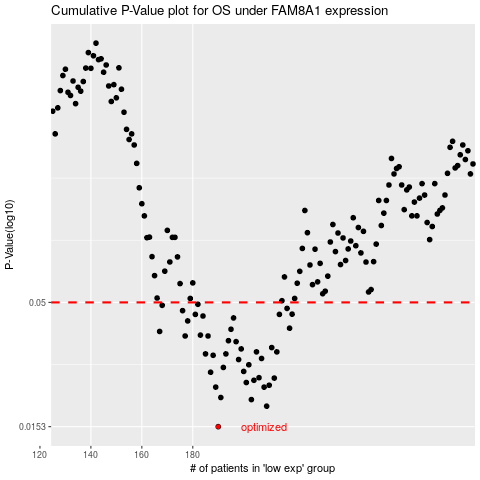 Cumulative P-Value plot for OS under FAM8A1 expression
P-Value(log10)
0.05
0.0153
optimized
120 140 160 180
# of patients in 'low exp' group